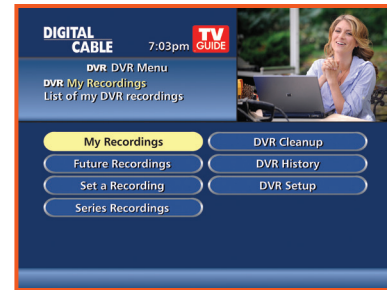 DIGITAL
CABLE
7:03pm
TV
GUIDE
DVR DVR Menu
DVR My Recordings
List of my DVR recordings
My Recordings
DVR Cleanup
Future Recordings
DVR History
Set a Recording
DVR Setup
Series Recordings